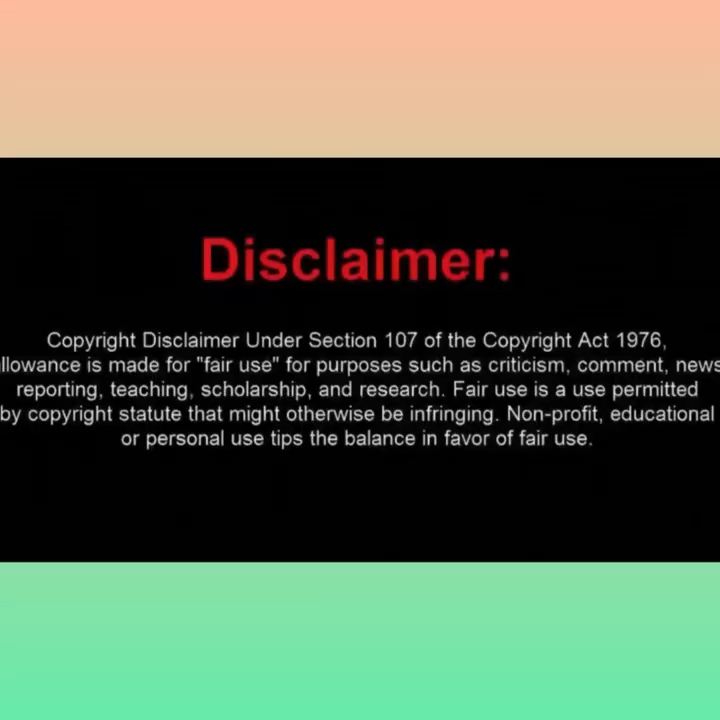 Disclaimer:
Copyright Disclaimer Under Section 107 of the Copyright Act 1976,
llowance is made for "fair use" for purposes such as criticism, comment, news
reporting, teaching, scholarship, and research. Fair use is a use permitted
by copyright statute that might otherwise be infringing. Non-profit, educational
or personal use tips the balance in favor of fair use.